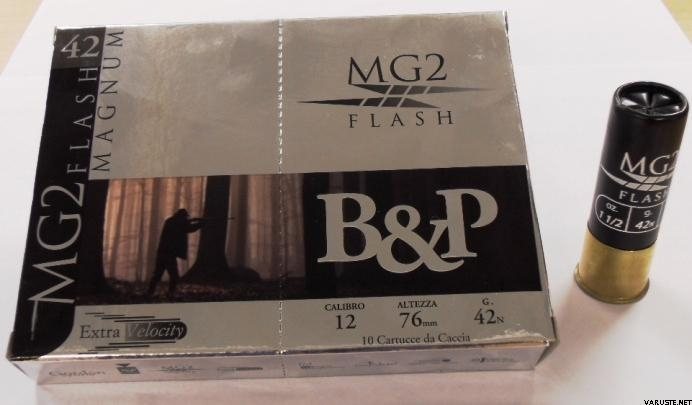 42
MG2 FLASH
MAGNUM
MG2
FLASH
B&P
Extra Velocity
CALIBRO
12
ALTEZZA
76mm
G.
42N
10 Cartucce da Caccia
MG2
FLASH
OZ.
1 1/2
g.
42N
VARUSTE.NET